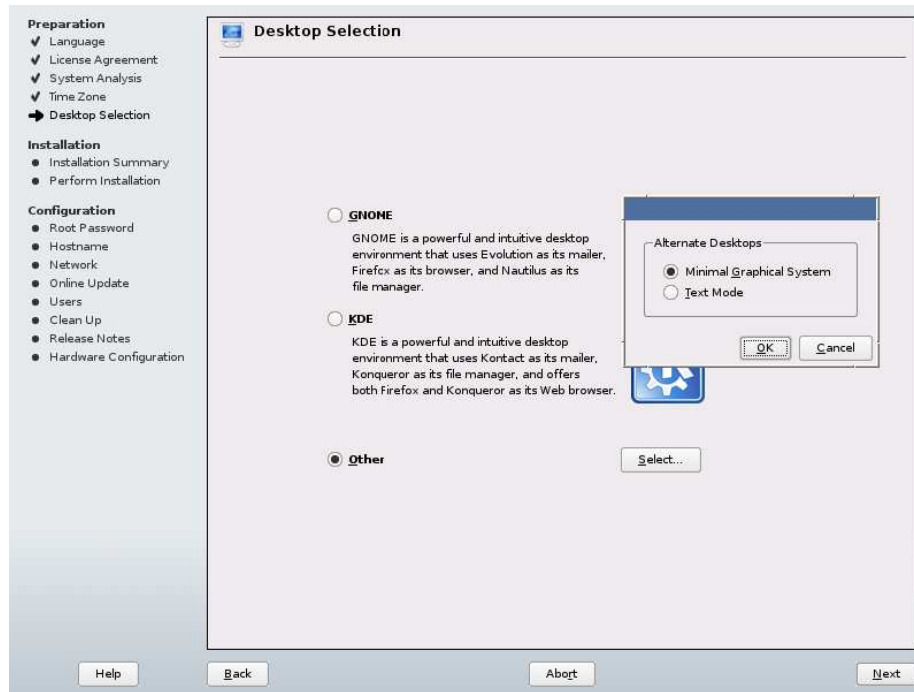 Preparation
Language
License Agreement
System Analysis
Time Zone
Desktop Selection
Installation
Installation Summary
Perform Installation
Configuration
Root Password
Hostname
Network
Online Update
Users
Clean Up
Release Notes
Hardware Configuration
Desktop Selection
GNOME
GNOME is a powerful and intuitive desktop
environment that uses Evolution as its mailer,
Firefox as its browser, and Nautilus as its
file manager.
KDE
KDE is a powerful and intuitive desktop
environment that uses Kontact as its mailer,
Konqueror as its file manager, and offers
both Firefox and Konqueror as its Web browser.
Other
Select...
Alternate Desktops
Minimal Graphical System
Text Mode
OK
Cancel
Help
Back
Abort
Next